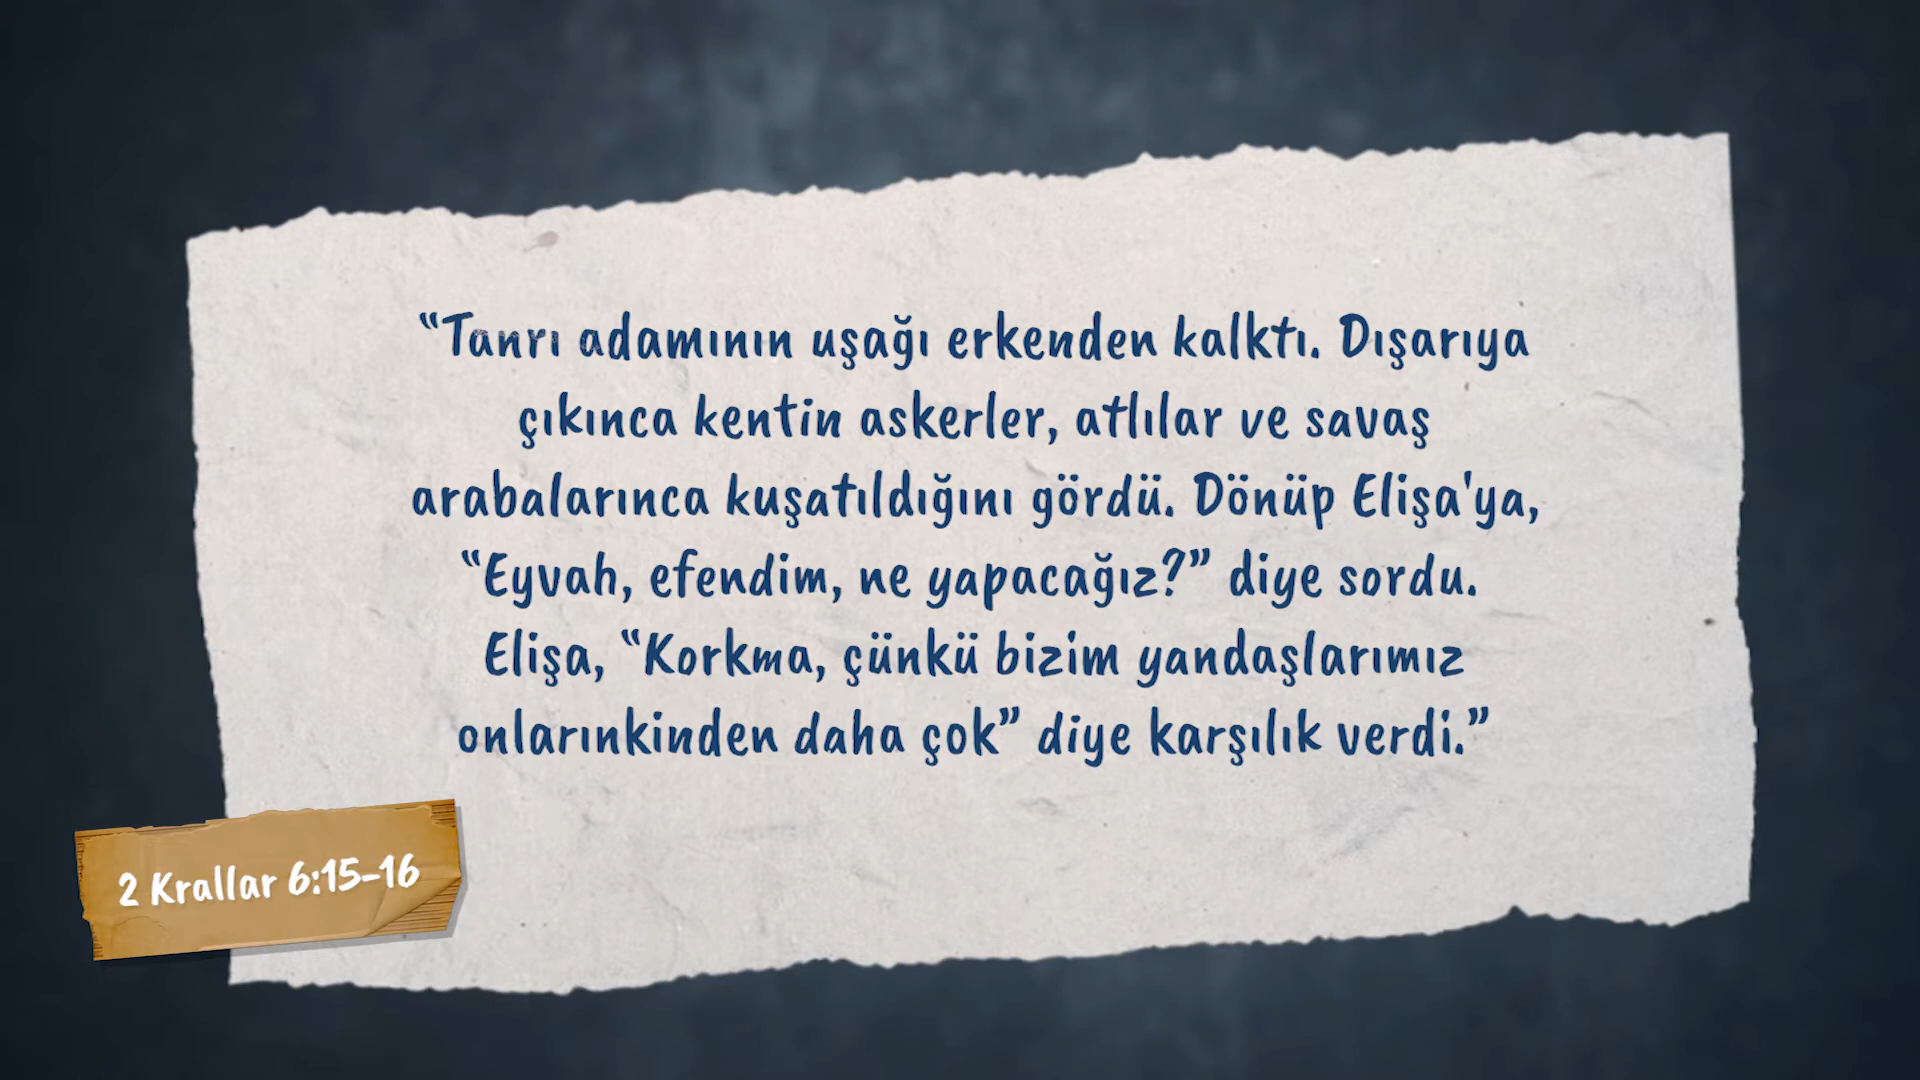 “Tanrı adamının uşağı erkenden kalktı. Dışarıya
çıkınca kentin askerler, atlılar ve savaş
arabalarınca kuşatıldığını gördü. Dönüp Elişa'ya,
“Eyvah, efendim, ne yapacağız?” diye sordu.
Elişa, “Korkma, çünkü bizim yandaşlarımız
onlarınkinden daha çok” diye karşılık verdi.”
2 Krallar 6:15-16